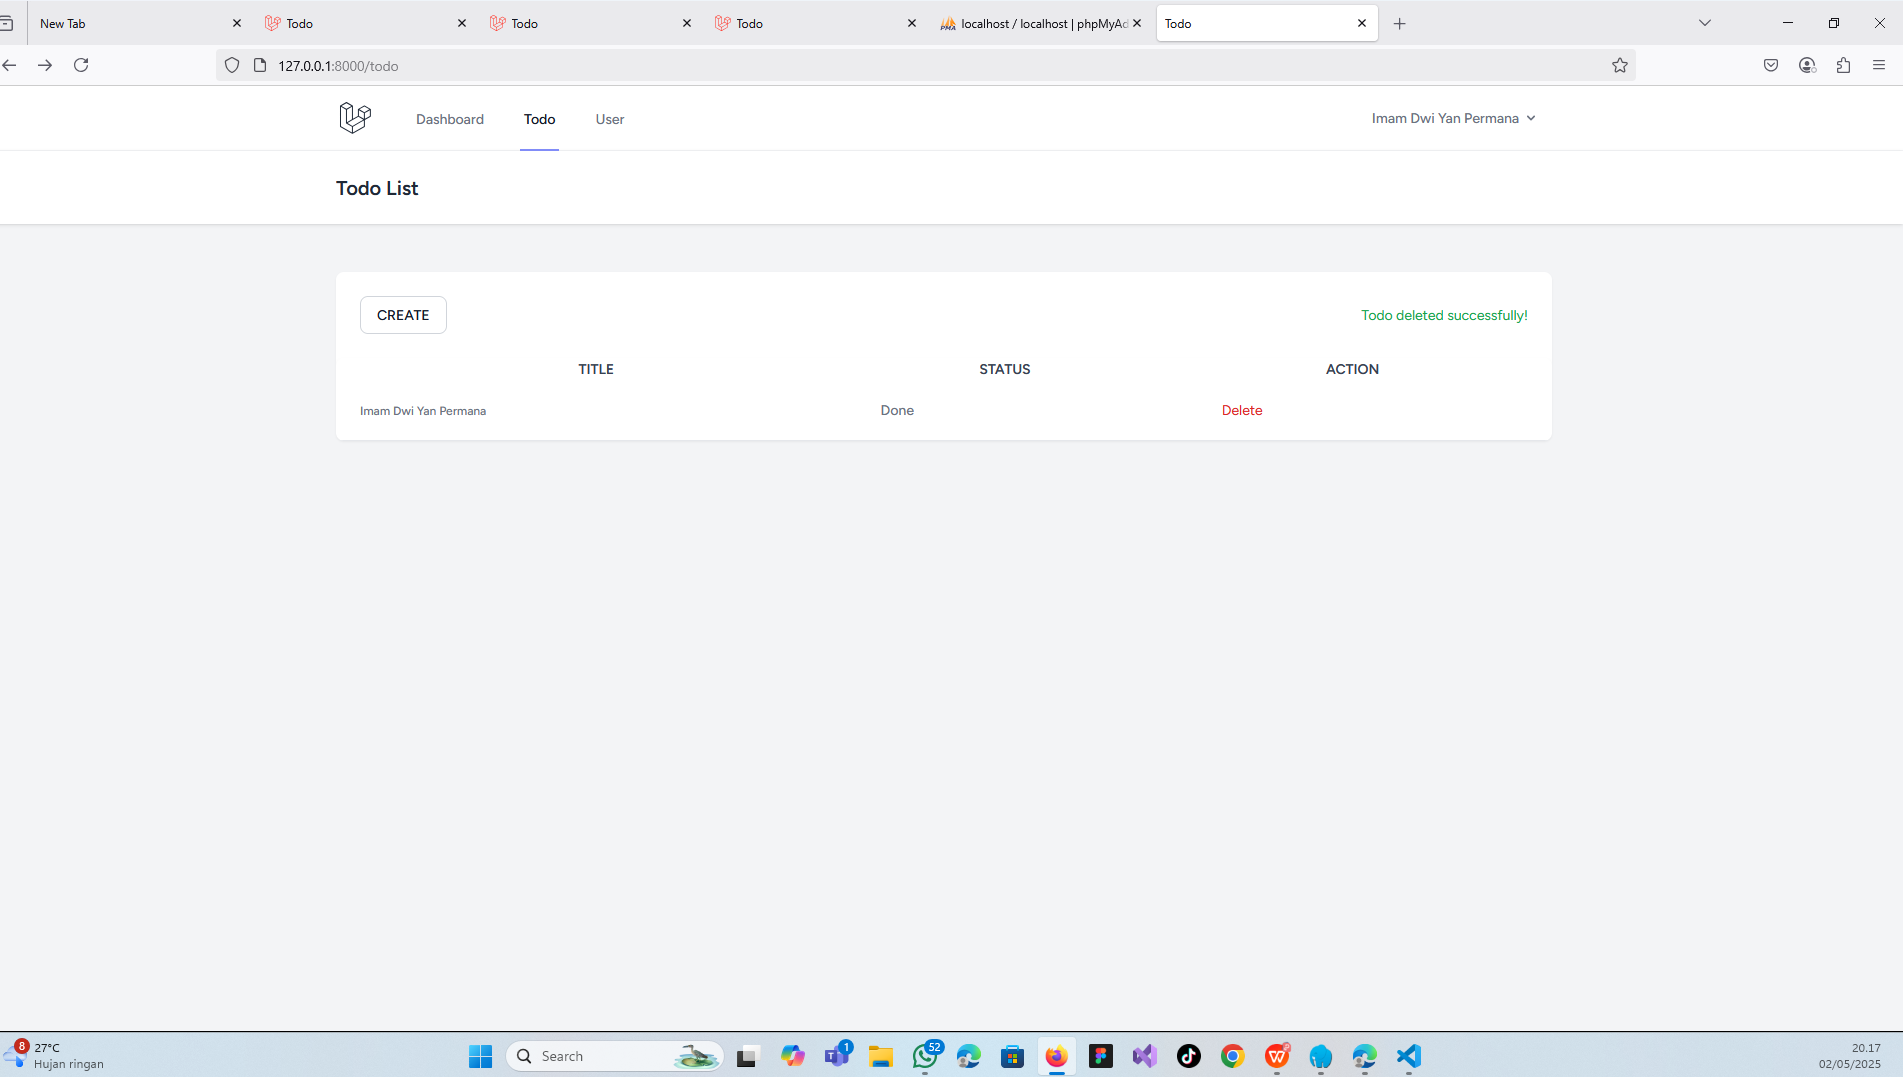 New Tab
Todo
Todo
Todo
localhost / localhost | phpMyAd
Todo
127.0.0.1:8000/todo
Dashboard
Todo
User
Imam Dwi Yan Permana
Todo List
CREATE
Todo deleted successfully!
TITLE
STATUS
ACTION
Imam Dwi Yan Permana
Done
Delete
8
27°C
Hujan ringan
Search
1
52
20.17
02/05/2025